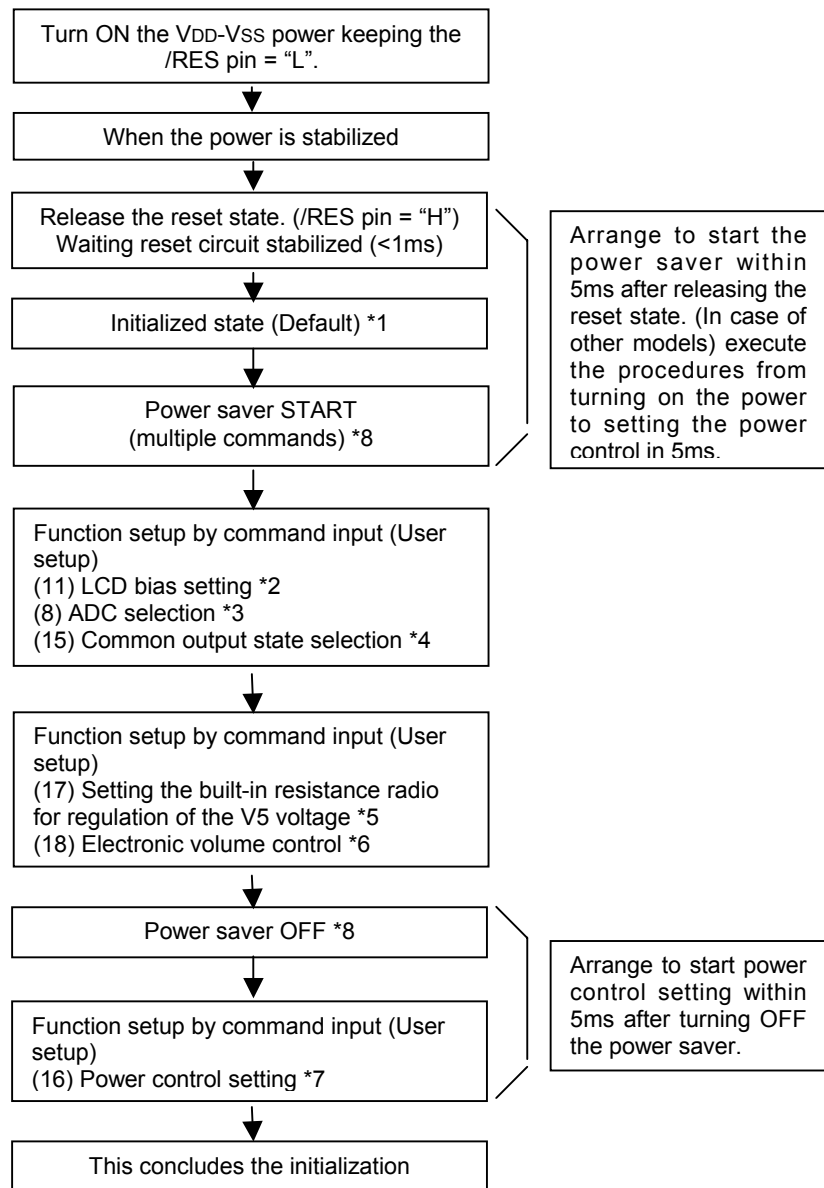 Turn ON the VDD-VSS power keeping the
/RES pin = “L”.
When the power is stabilized
Release the reset state. (/RES pin = “H”)
Waiting reset circuit stabilized (<1ms)
Initialized state (Default) *1
Power saver START
(multiple commands) *8
Arrange to start the
power saver within
5ms after releasing the
reset state. (In case of
other models) execute
the procedures from
turning on the power
to setting the power
control in 5ms.
Function setup by command input (User
setup)
(11) LCD bias setting *2
(8) ADC selection *3
(15) Common output state selection *4
Function setup by command input (User
setup)
(17) Setting the built-in resistance radio
for regulation of the V5 voltage *5
(18) Electronic volume control *6
Power saver OFF *8
Function setup by command input (User
setup)
(16) Power control setting *7
Arrange to start power
control setting within
5ms after turning OFF
the power saver.
This concludes the initialization